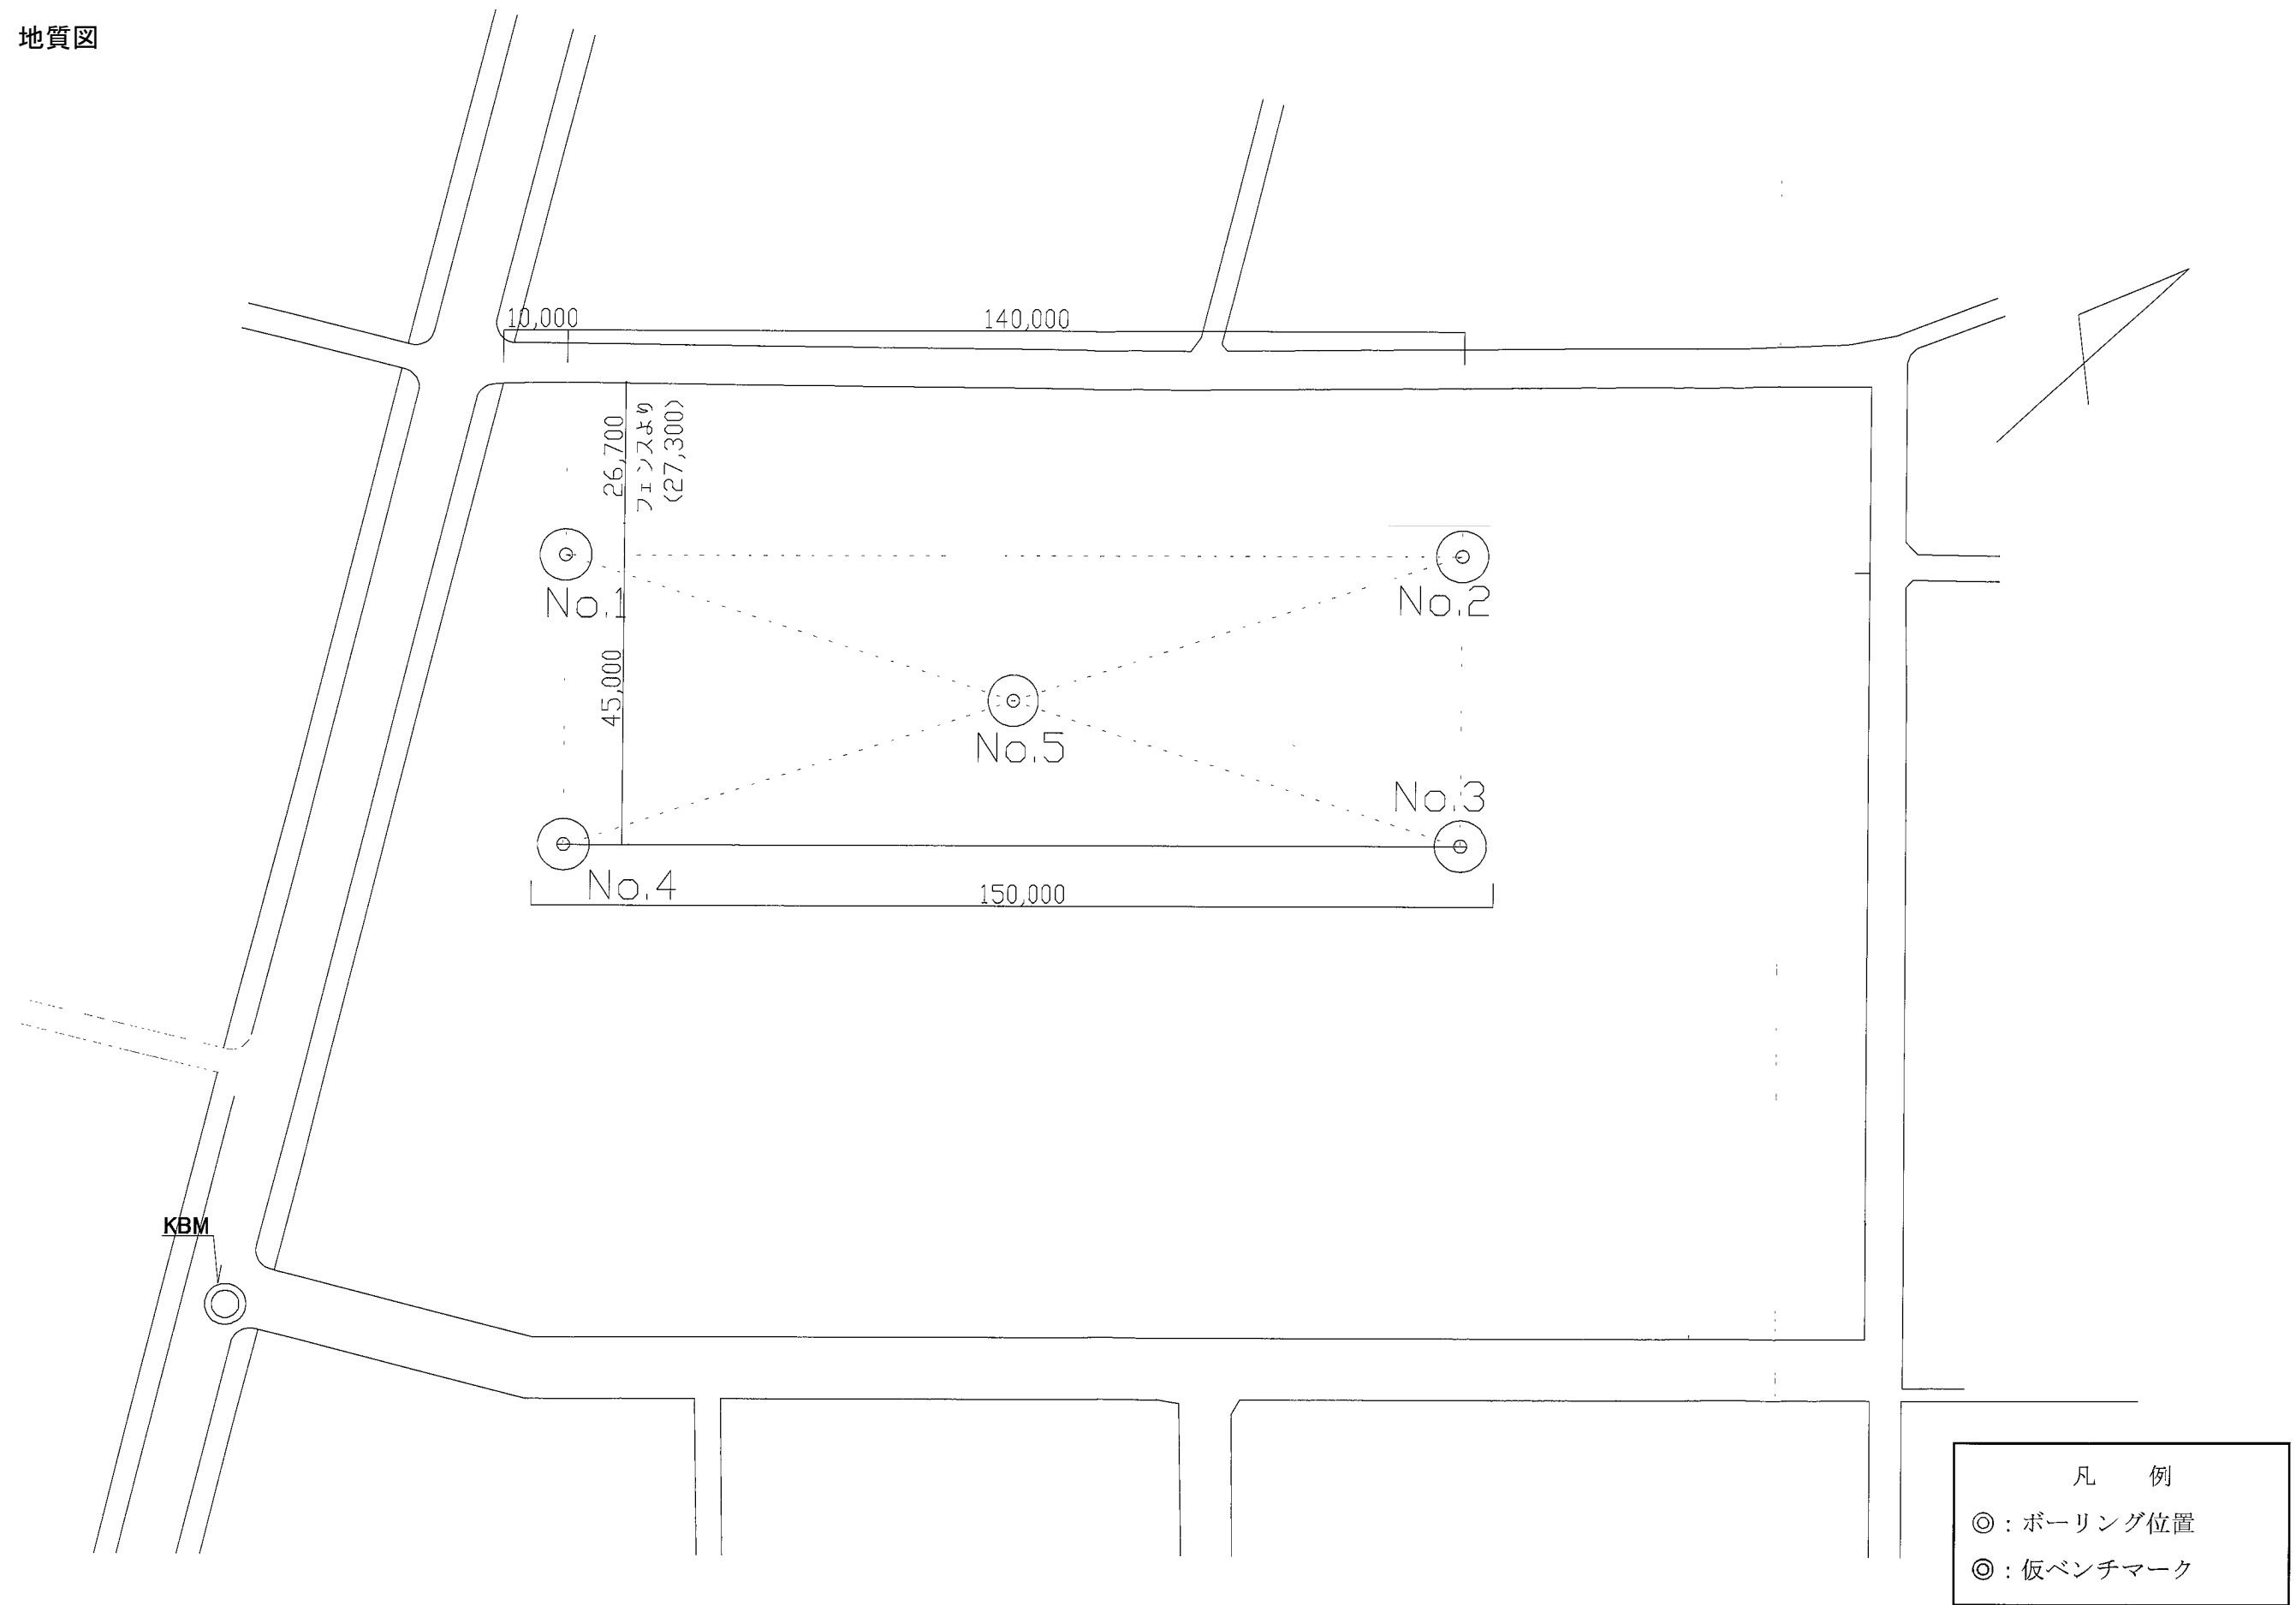 地質図
10,000
140,000
26,700
フェンスより
(27,300)
No.1
No.2
45,000
No.5
No.3
No.4
150,000
KBM
凡 例
◎：ボーリング位置
◎：仮ベンチマーク